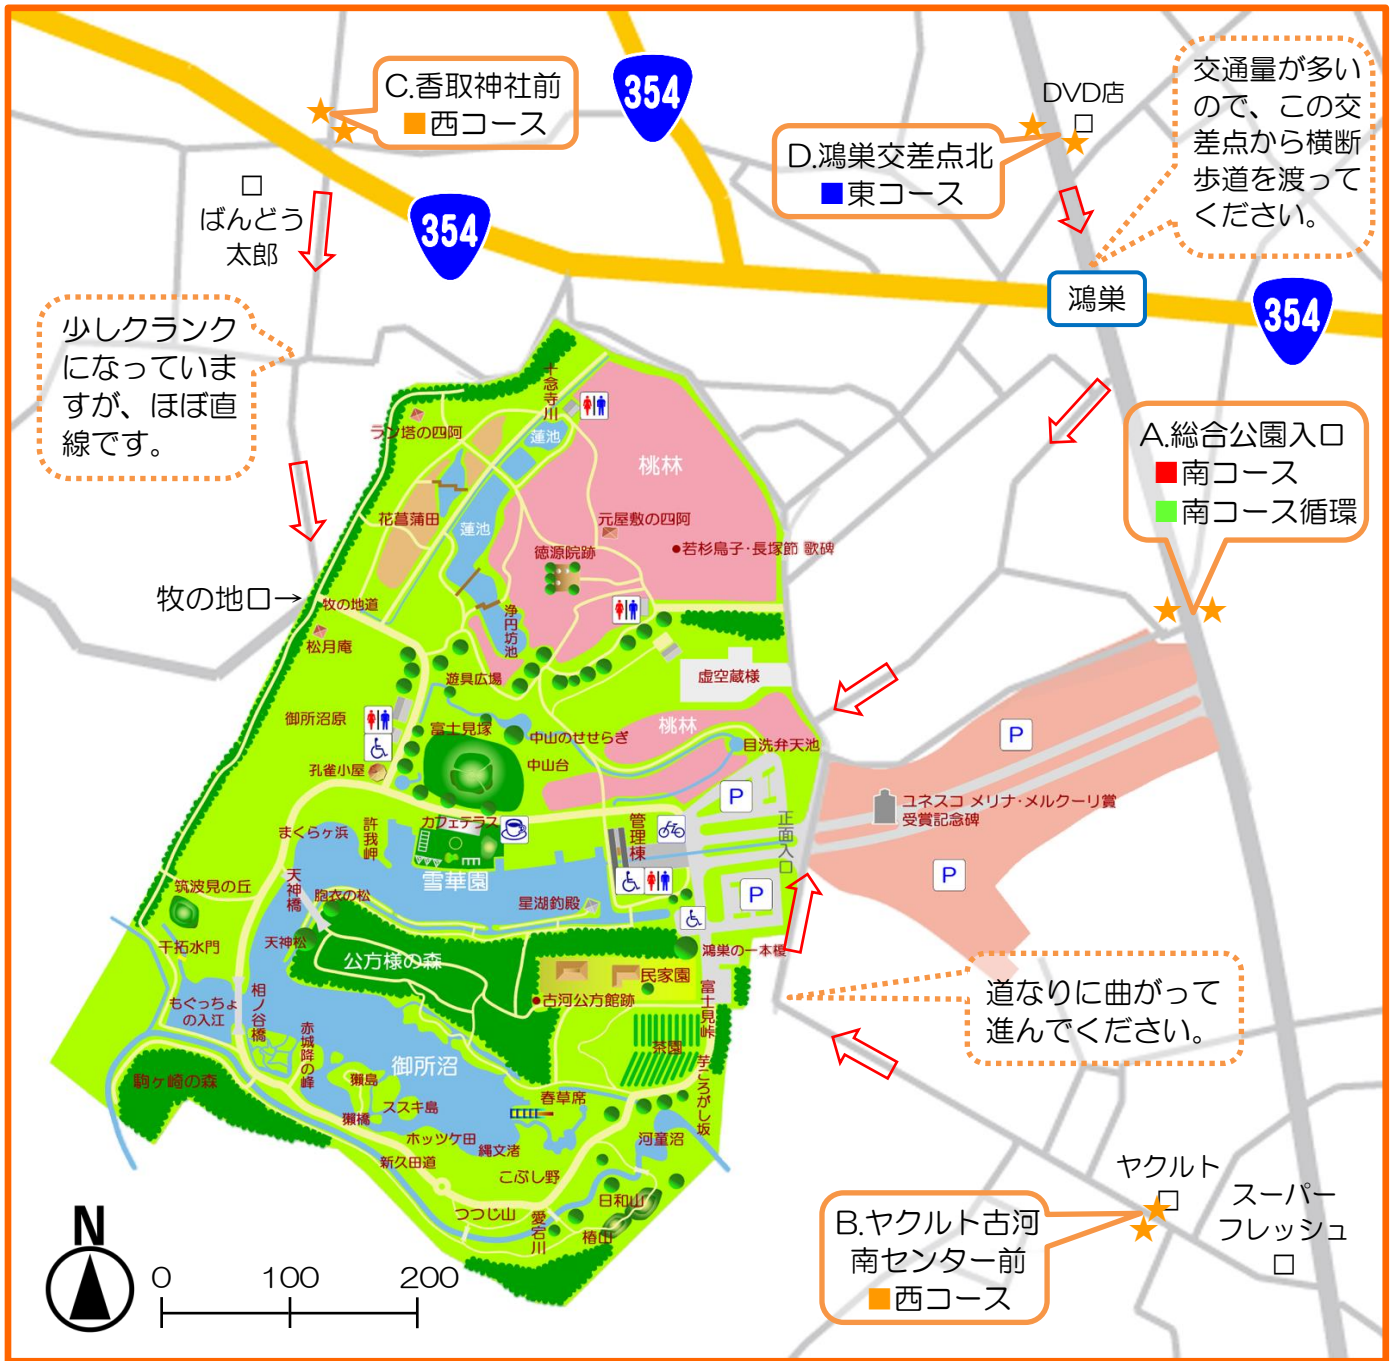 C.香取神社前
■西コース
354
DVD店
□
D.鴻巣交差点北
■東コース
交通量が多い
ので、この交
差点から横断
歩道を渡って
ください。
□
ばんどう
太郎
354
鴻巣
354
少しクランク
になっていま
すが、ほぼ直
線です。
A.総合公園入口
■南コース
■南コース循環
十念寺川
蓮池
ラン塔の四阿
桃林
花菖蒲田
蓮池
元屋敷の四阿
●若杉鳥子・長塚節 歌碑
徳源院跡
牧の地口→
牧の地道
浄円坊池
松月庵
遊具広場
虚空蔵様
御所沼原
富士見塚
桃林
中山のせせらぎ
目洗弁天池
中山台
孔雀小屋
P
P
ユネスコ メリナ・メルクーリ賞
受賞記念碑
まくらヶ浜
許我岬
カフェテラス
管理棟
正面入口
雪華園
P
P
筑波見の丘
天神橋
胞衣の松
星湖釣殿
干拓水門
天神松
公方様の森
鴻巣の一本榎
民家園
●古河公方館跡
富士見峠
もぐっちょ
の入江
相ノ谷橋
赤城降の峰
道なりに曲がって
進んでください。
茶園
御所沼
芋ころがし坂
駒ヶ崎の森
獺島
ススキ島
春草席
獺橋
ホッツケ田
縄文渚
河童沼
新久田道
こぶし野
日和山
つつじ山
愛宕川
椿山
ヤクルト
□
スーパー
フレッシュ
□
B.ヤクルト古河
南センター前
■西コース
N
0 100 200